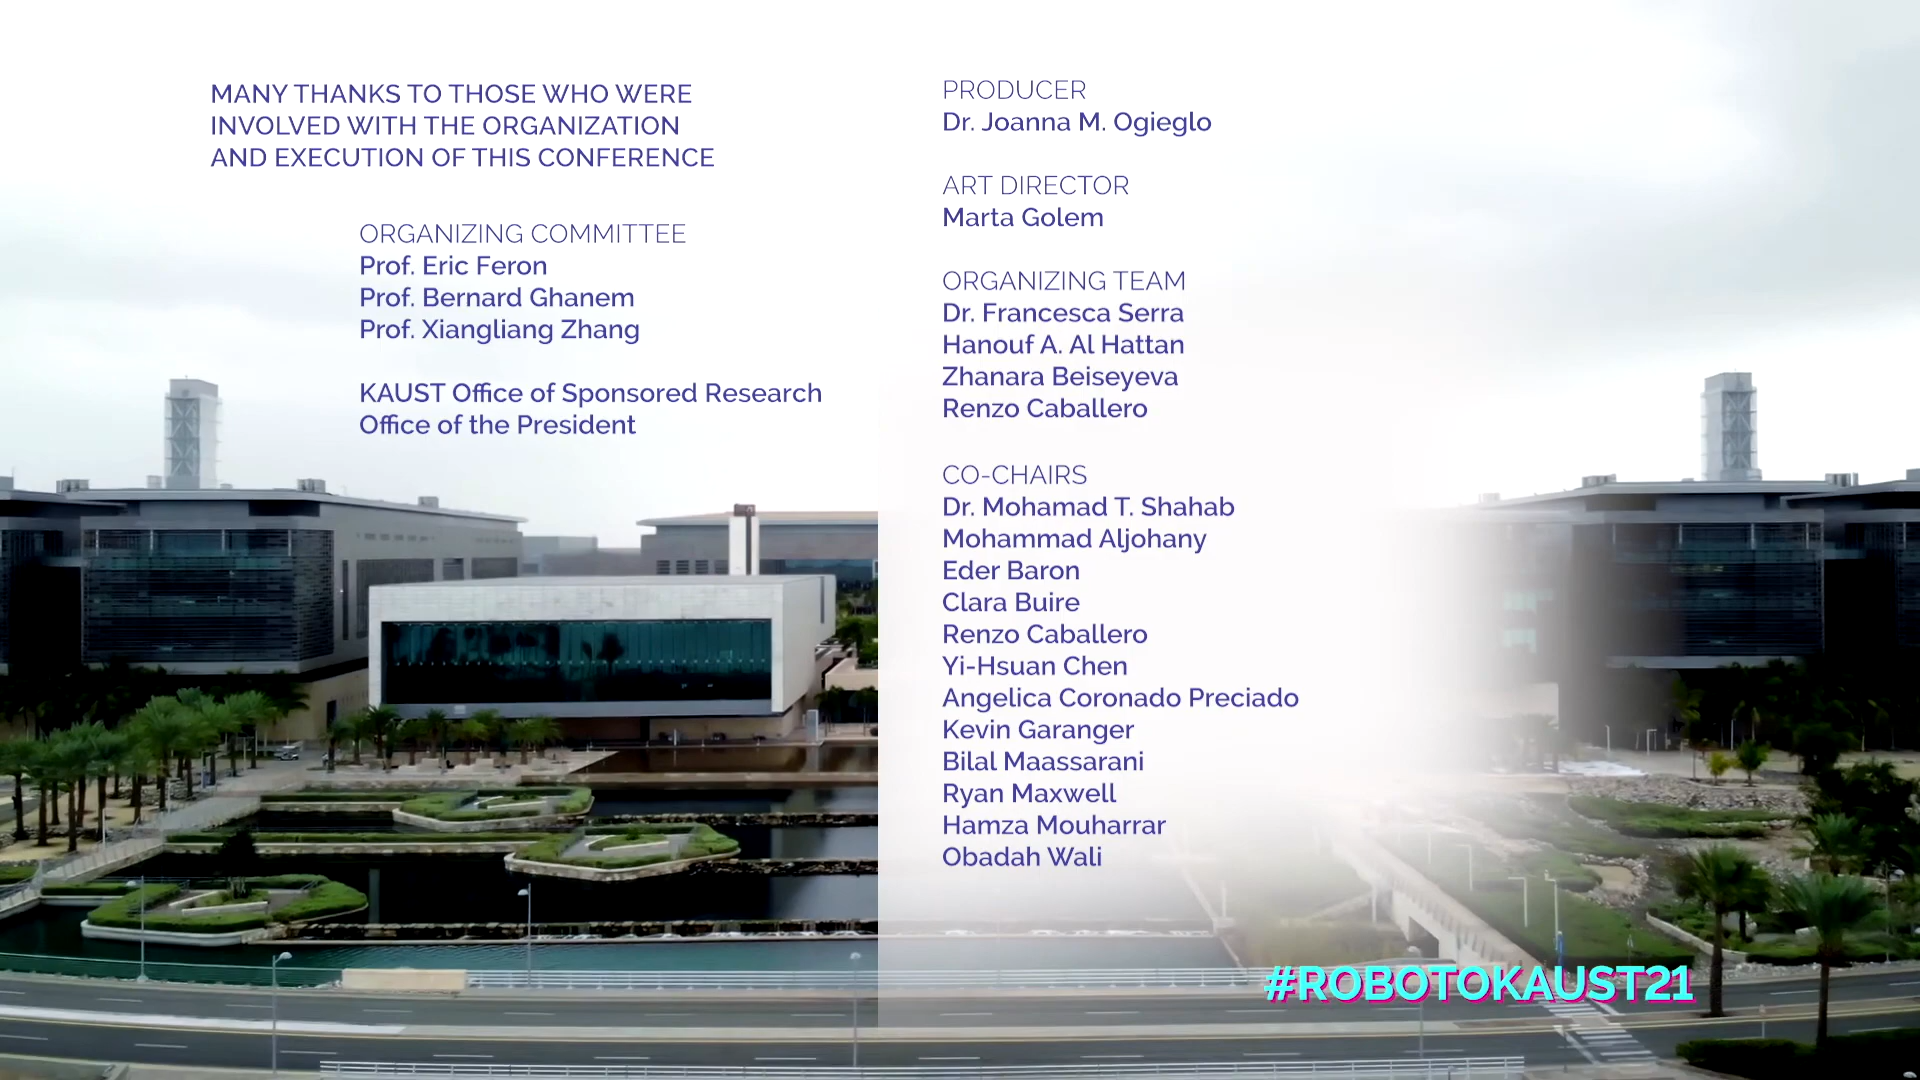 MANY THANKS TO THOSE WHO WERE
INVOLVED WITH THE ORGANIZATION
AND EXECUTION OF THIS CONFERENCE
ORGANIZING COMMITTEE
Prof. Eric Feron
Prof. Bernard Ghanem
Prof. Xiangliang Zhang
KAUST Office of Sponsored Research
Office of the President
PRODUCER
Dr. Joanna M. Ogieglo
ART DIRECTOR
Marta Golem
ORGANIZING TEAM
Dr. Francesca Serra
Hanouf A. Al Hattan
Zhanara Beiseyeva
Renzo Caballero
CO-CHAIRS
Dr. Mohamad T. Shahab
Mohammad Aljohany
Eder Baron
Clara Buire
Renzo Caballero
Yi-Hsuan Chen
Angelica Coronado Preciado
Kevin Garanger
Bilal Maassarani
Ryan Maxwell
Hamza Mouharrar
Obadah Wali
#ROBOTOKAUST21